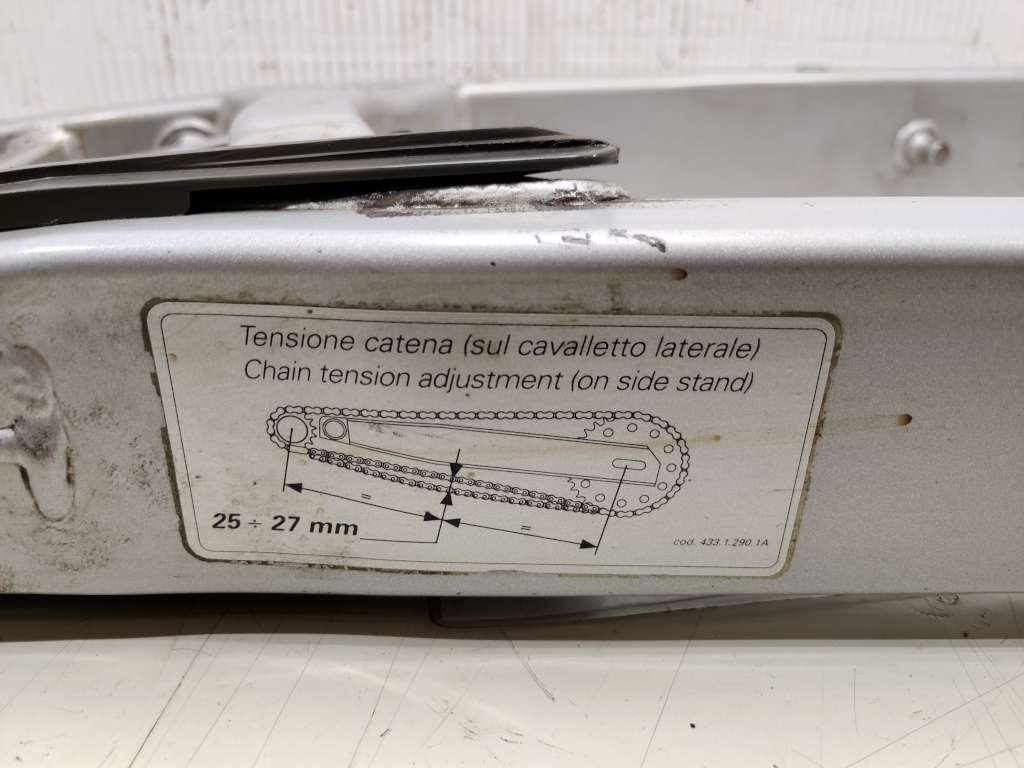 Tensione catena (sul cavalletto laterale)
Chain tension adjustment (on side stand)
=
=
25 ÷ 27 mm
cod. 433.1.290.1A